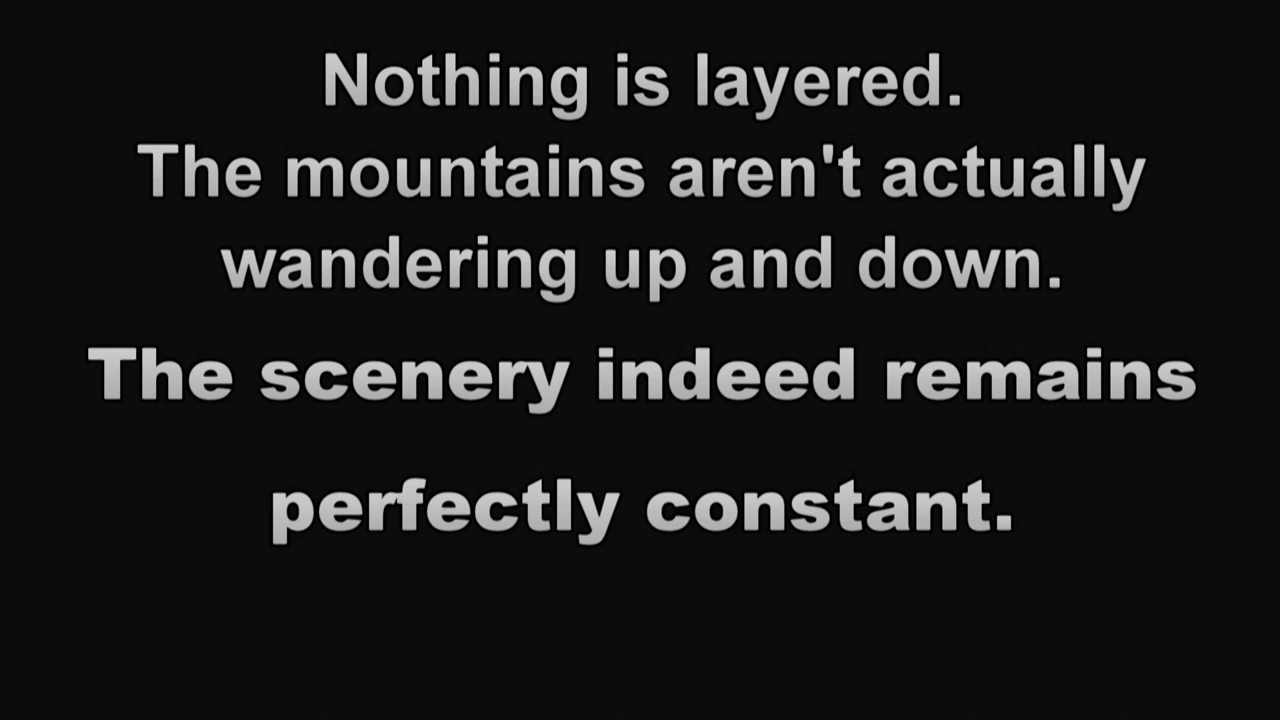 Nothing is layered.
The mountains aren't actually
wandering up and down.
The scenery indeed remains
perfectly constant.